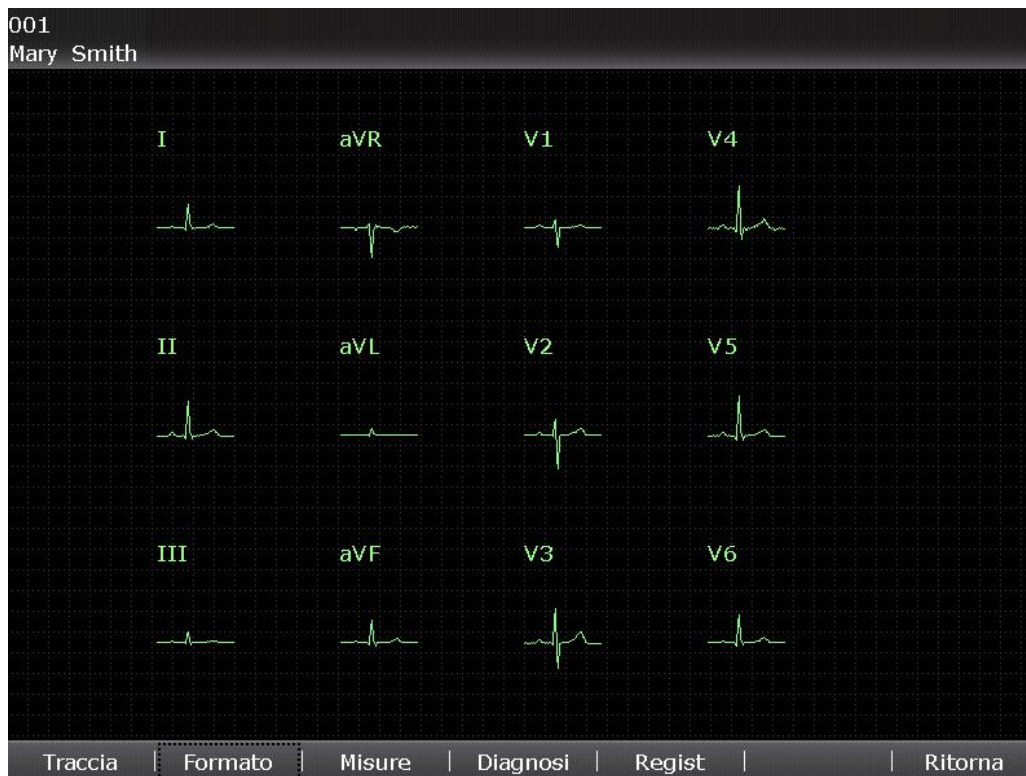 001
Mary Smith
I aVR V1 V4
II aVL V2 V5
III aVF V3 V6
Traccia | Formato | Misure | Diagnosi | Regist | | Ritorna